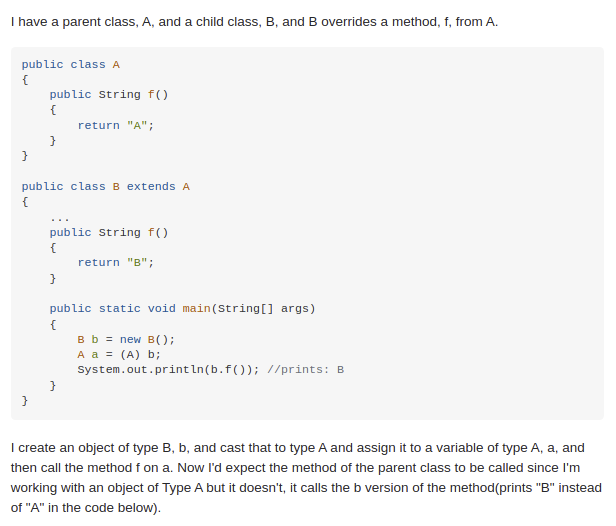 I have a parent class, A, and a child class, B, and B overrides a method, f, from A.
public class A
{
    public String f()
    {
        return "A";
    }
}
public class B extends A
{
    ...
    public String f()
    {
        return "B";
    }
    public static void main(String[] args)
    {
        B b = new B();
        A a = (A) b;
        System.out.println(b.f()); //prints: B
    }
}
I create an object of type B, b, and cast that to type A and assign it to a variable of type A, a, and
then call the method f on a. Now I'd expect the method of the parent class to be called since I'm
working with an object of Type A but it doesn't, it calls the b version of the method(prints "B" instead
of "A" in the code below).